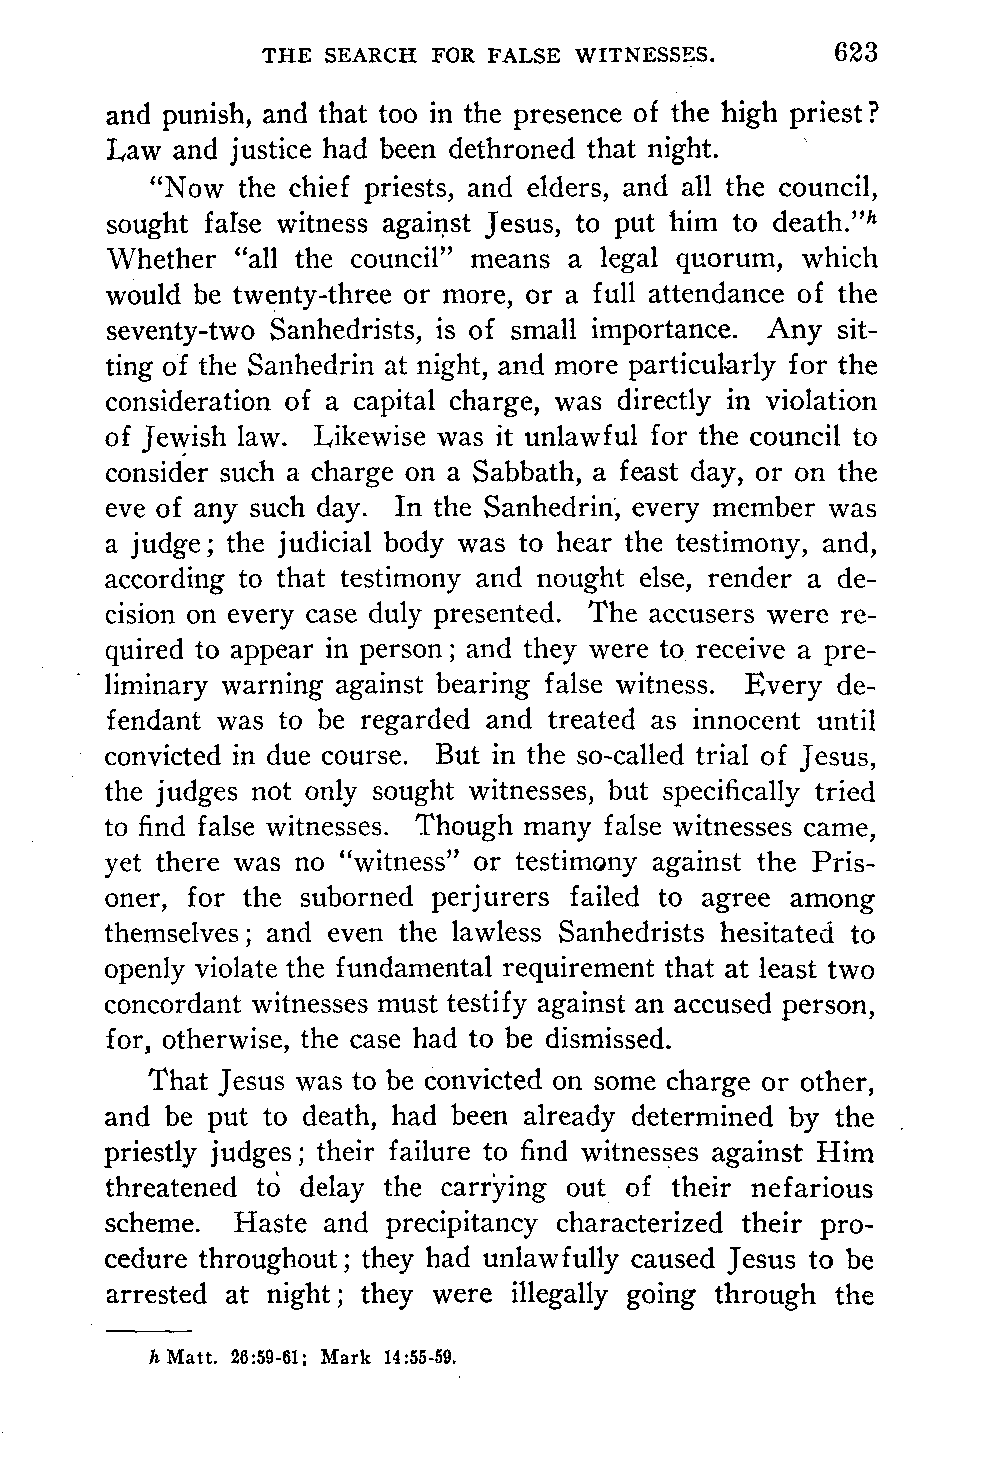 THE SEARCH FOR FALSE WITNESSES. 623
and punish, and that too in the presence of the high priest?
Law and justice had been dethroned that night.
“Now the chief priests, and elders, and all the council,
sought false witness against Jesus, to put him to death.”h
Whether “all the council” means a legal quorum, which
would be twenty-three or more, or a full attendance of the
seventy-two Sanhedrists, is of small importance. Any sit-
ting of the Sanhedrin at night, and more particularly for the
consideration of a capital charge, was directly in violation
of Jewish law. Likewise was it unlawful for the council to
consider such a charge on a Sabbath, a feast day, or on the
eve of any such day. In the Sanhedrin, every member was
a judge; the judicial body was to hear the testimony, and,
according to that testimony and nought else, render a de-
cision on every case duly presented. The accusers were re-
quired to appear in person; and they were to receive a pre-
liminary warning against bearing false witness. Every de-
fendant was to be regarded and treated as innocent until
convicted in due course. But in the so-called trial of Jesus,
the judges not only sought witnesses, but specifically tried
to find false witnesses. Though many false witnesses came,
yet there was no “witness” or testimony against the Pris-
oner, for the suborned perjurers failed to agree among
themselves; and even the lawless Sanhedrists hesitated to
openly violate the fundamental requirement that at least two
concordant witnesses must testify against an accused person,
for, otherwise, the case had to be dismissed.
That Jesus was to be convicted on some charge or other,
and be put to death, had been already determined by the
priestly judges; their failure to find witnesses against Him
threatened to delay the carrying out of their nefarious
scheme. Haste and precipitancy characterized their pro-
cedure throughout; they had unlawfully caused Jesus to be
arrested at night; they were illegally going through the
h Matt. 26:59-61; Mark 14:55-59.